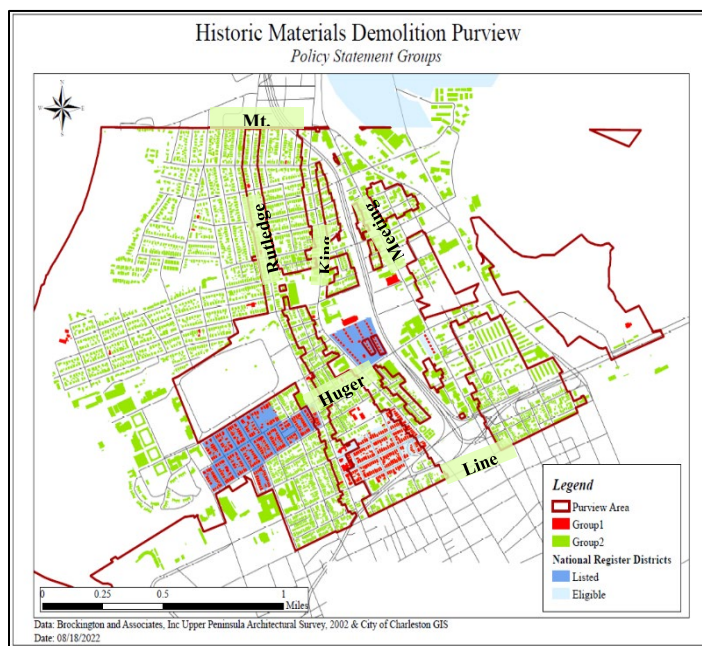 Historic Materials Demolition Purview
Policy Statement Groups
N
W
E
S
Mt.
Rutledge
King
Meeting
Huger
Line
Legend
Purview Area
Group1
Group2
National Register Districts
Listed
Eligible
0 0.25 0.5 1
Miles
Data: Brockington and Associates, Inc Upper Peninsula Architectural Survey, 2002 & City of Charleston GIS
Date: 08/18/2022